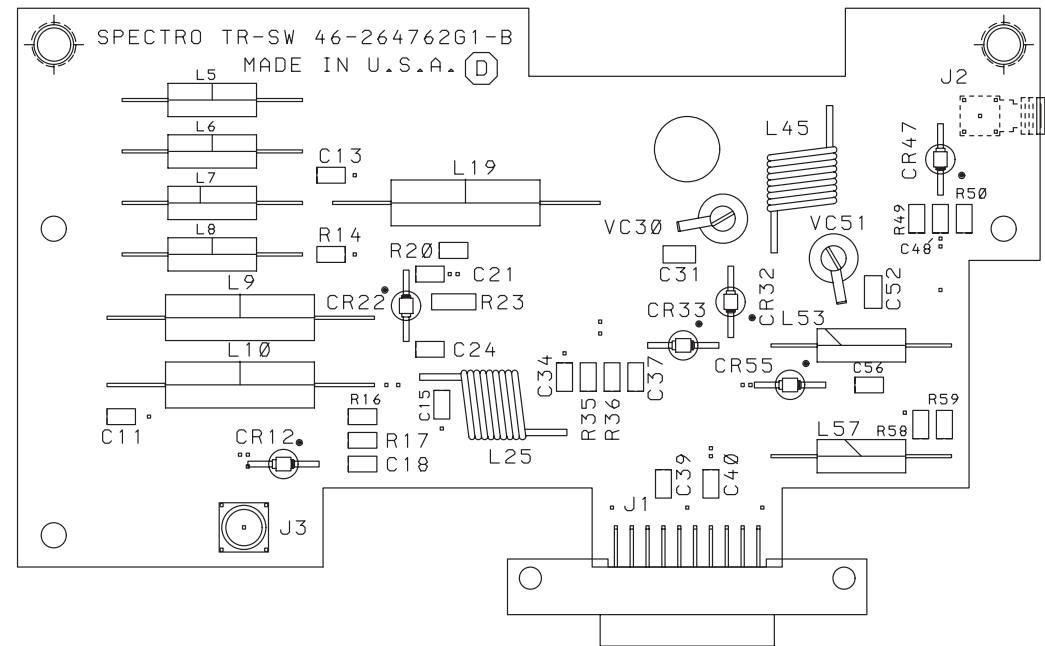 SPECTRO TR-SW 46-264762G1-B
MADE IN U.S.A. D
L5
J2
L6
L45
CR47
C13
L19
L7
R50
R49
VC30
VC51
L8
R14
R20
C48
C31
C21
L9
CR22
R23
CR32
C52
CR33
L53
L10
C24
C34
C37
CR55
C56
R16
C15
R35
R36
R59
C11
CR12
R17
L57
R58
C18
L25
C39
C40
J1
J3